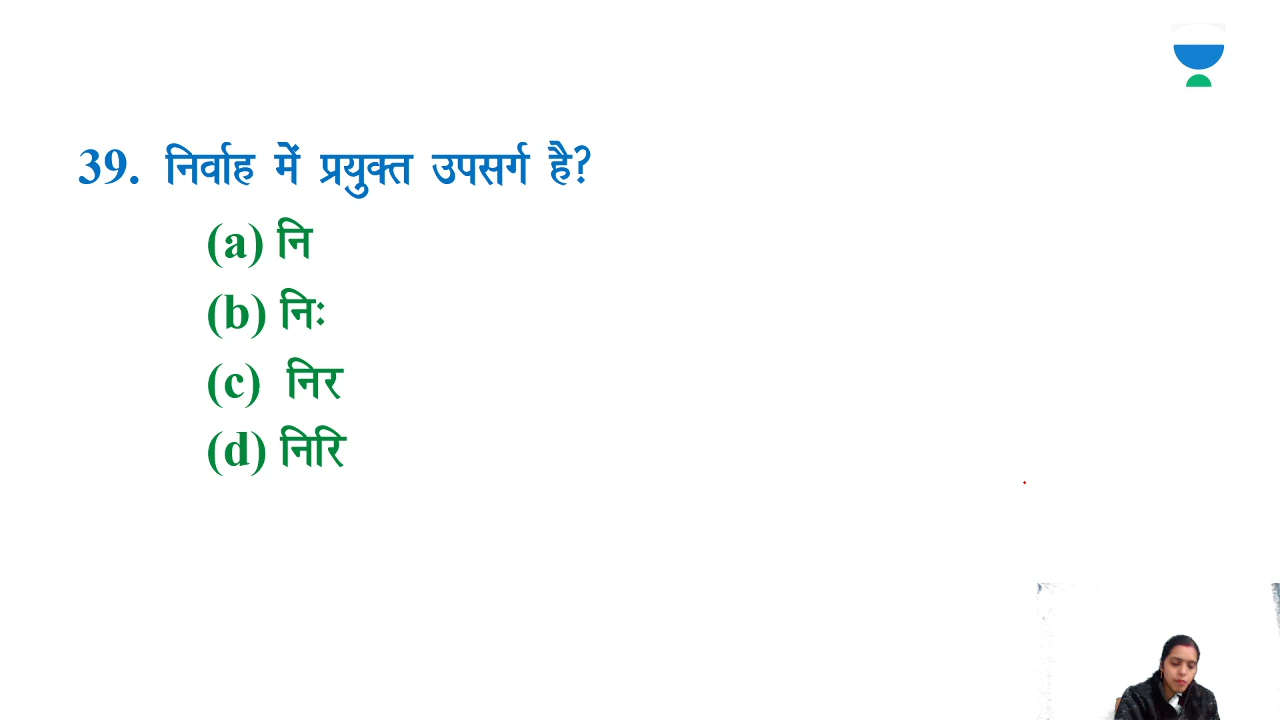 39. निर्वाह में प्रयुक्त उपसर्ग है?
(a) नि
(b) निः
(c) निर
(d) निरि